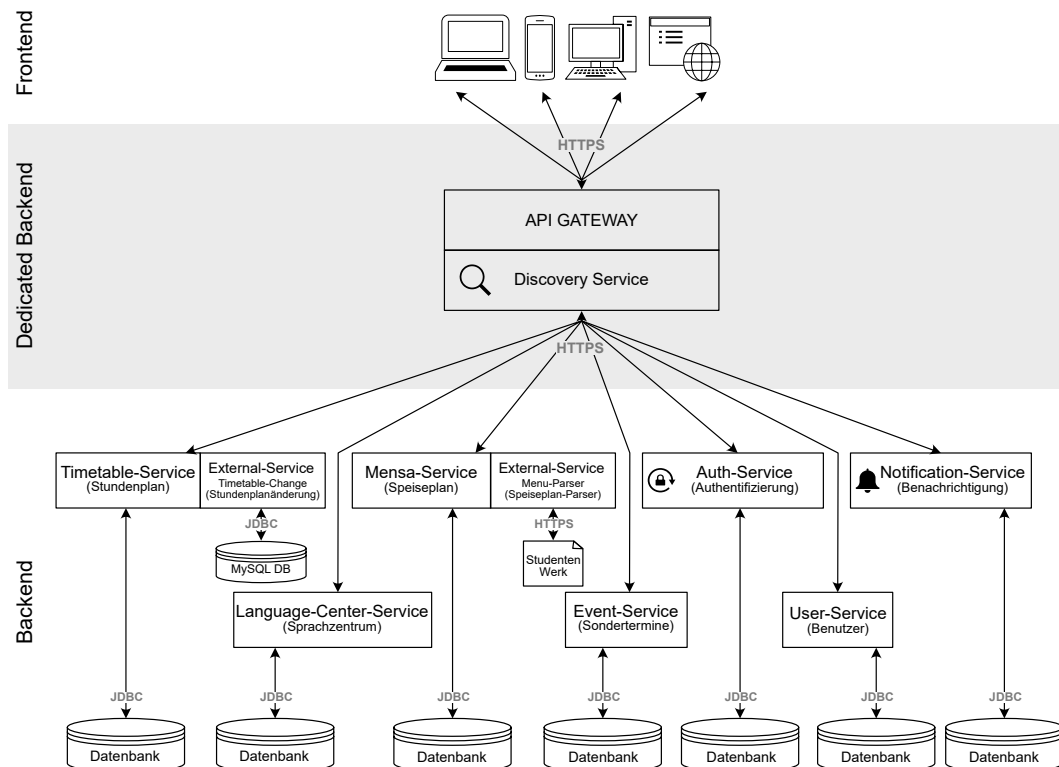 Frontend
HTTPS
Dedicated Backend
API GATEWAY
Discovery Service
HTTPS
Backend
Timetable-Service
(Stundenplan)
External-Service
Timetable-Change
(Stundenplanänderung)
Mensa-Service
(Speiseplan)
External-Service
Menu-Parser
(Speiseplan-Parser)
Auth-Service
(Authentifizierung)
Notification-Service
(Benachrichtigung)
JDBC
HTTPS
MySQL DB
Studenten
Werk
Language-Center-Service
(Sprachzentrum)
Event-Service
(Sondertermine)
User-Service
(Benutzer)
JDBC
JDBC
JDBC
JDBC
JDBC
JDBC
JDBC
Datenbank
Datenbank
Datenbank
Datenbank
Datenbank
Datenbank
Datenbank